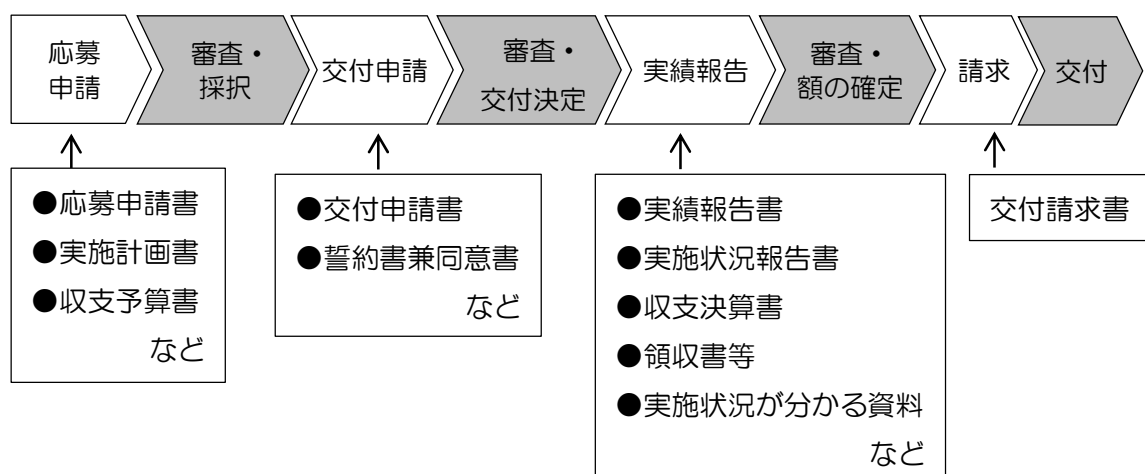 応募
申請
審査・
採択
交付申請
審査・
交付決定
実績報告
審査・
額の確定
請求
交付
●応募申請書
●実施計画書
●収支予算書
など
●交付申請書
●誓約書兼同意書
など
●実績報告書
●実施状況報告書
●収支決算書
●領収書等
●実施状況が分かる資料
など
交付請求書